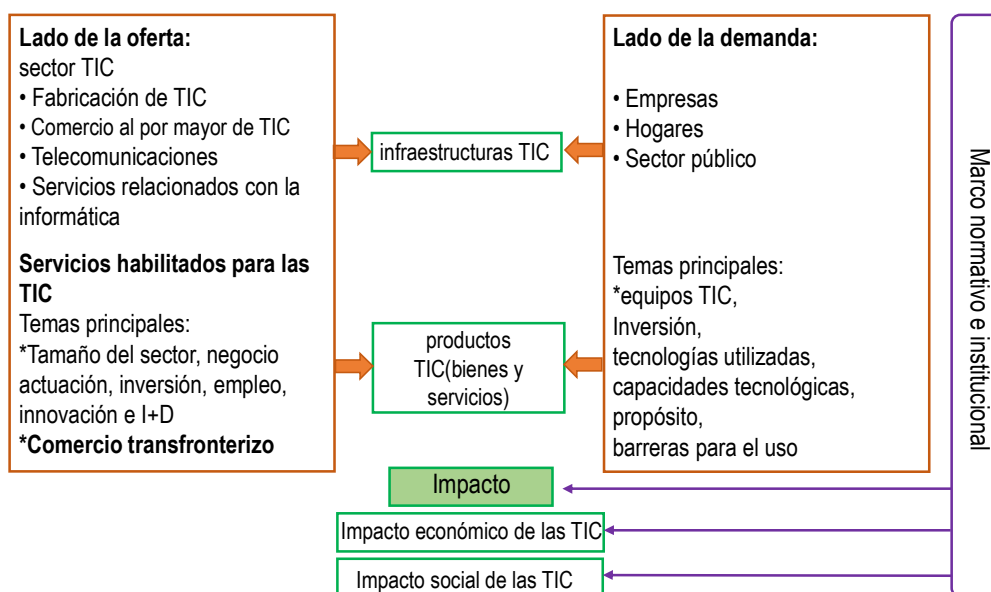 Lado de la oferta:
sector TIC
• Fabricación de TIC
• Comercio al por mayor de TIC
• Telecomunicaciones
• Servicios relacionados con la
informática
Servicios habilitados para las
TIC
Temas principales:
*Tamaño del sector, negocio
actuación, inversión, empleo,
innovación e I+D
*Comercio transfronterizo
infraestructuras TIC
productos
TIC(bienes y
servicios)
Lado de la demanda:
• Empresas
• Hogares
• Sector público
Temas principales:
*equipos TIC,
Inversión,
tecnologías utilizadas,
capacidades tecnológicas,
propósito,
barreras para el uso
Marco normativo e institucional
Impacto
Impacto económico de las TIC
Impacto social de las TIC